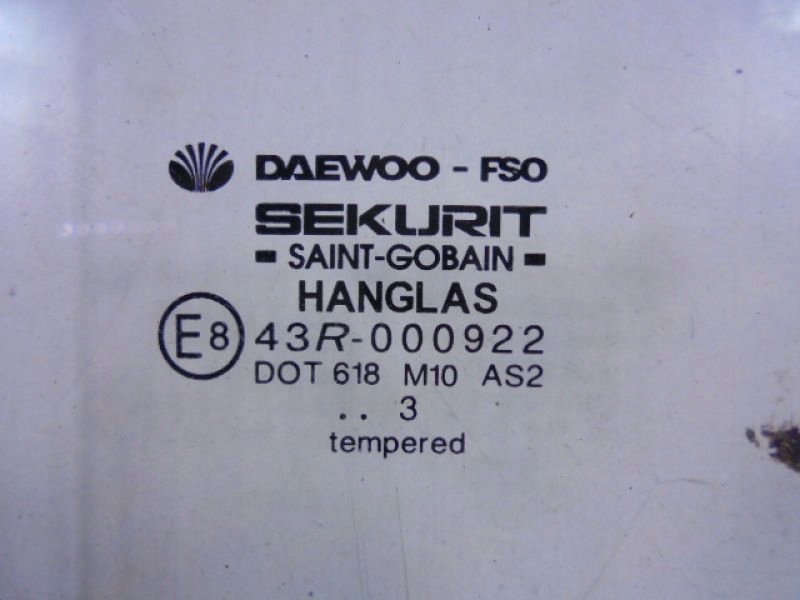 DAEWOO - FSO
SEKURIT
- SAINT-GOBAIN -
HANGLAS
E8 43R-000922
DOT 618 M10 AS2
.. 3
tempered